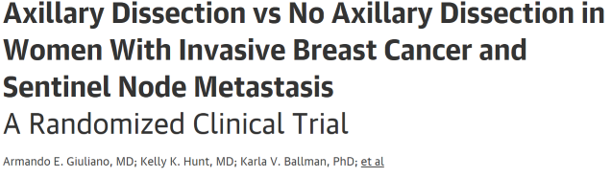 Axillary Dissection vs No Axillary Dissection in
Women With Invasive Breast Cancer and
Sentinel Node Metastasis
A Randomized Clinical Trial
Armando E. Giuliano, MD; Kelly K. Hunt, MD; Karla V. Ballman, PhD; et al